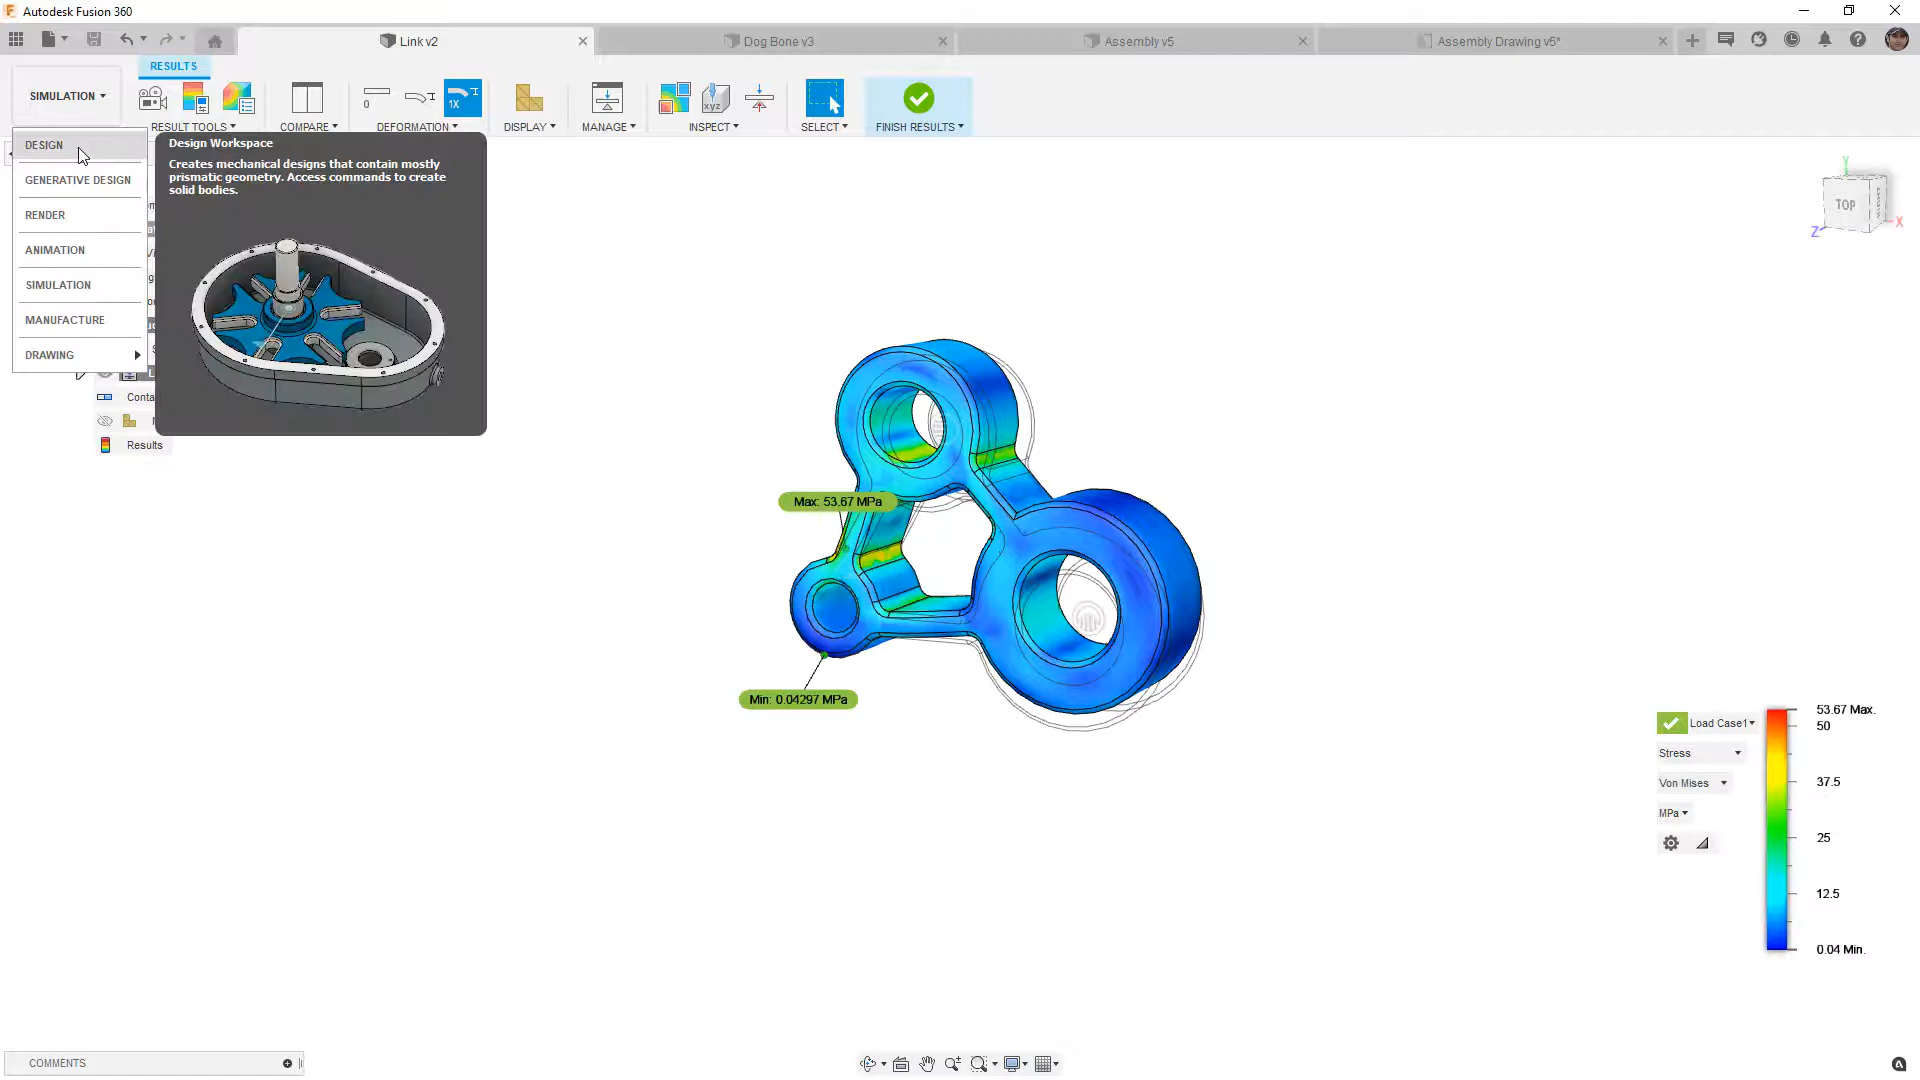 Autodesk Fusion 360
Link v2
Dog Bone v3
Assembly v5
Assembly Drawing v5*
RESULTS
SIMULATION
0
1X
xyz
RESULT TOOLS
COMPARE
DEFORMATION
DISPLAY
MANAGE
INSPECT
SELECT
FINISH RESULTS
DESIGN
GENERATIVE DESIGN
RENDER
ANIMATION
SIMULATION
MANUFACTURE
DRAWING
Design Workspace
Creates mechanical designs that contain mostly
prismatic geometry. Access commands to create
solid bodies.
Conta
Results
Y
TOP
X
Z
Max: 53.67 MPa
Min: 0.04297 MPa
Load Case1
Stress
Von Mises
MPa
53.67 Max.
50
37.5
25
12.5
0.04 Min.
COMMENTS